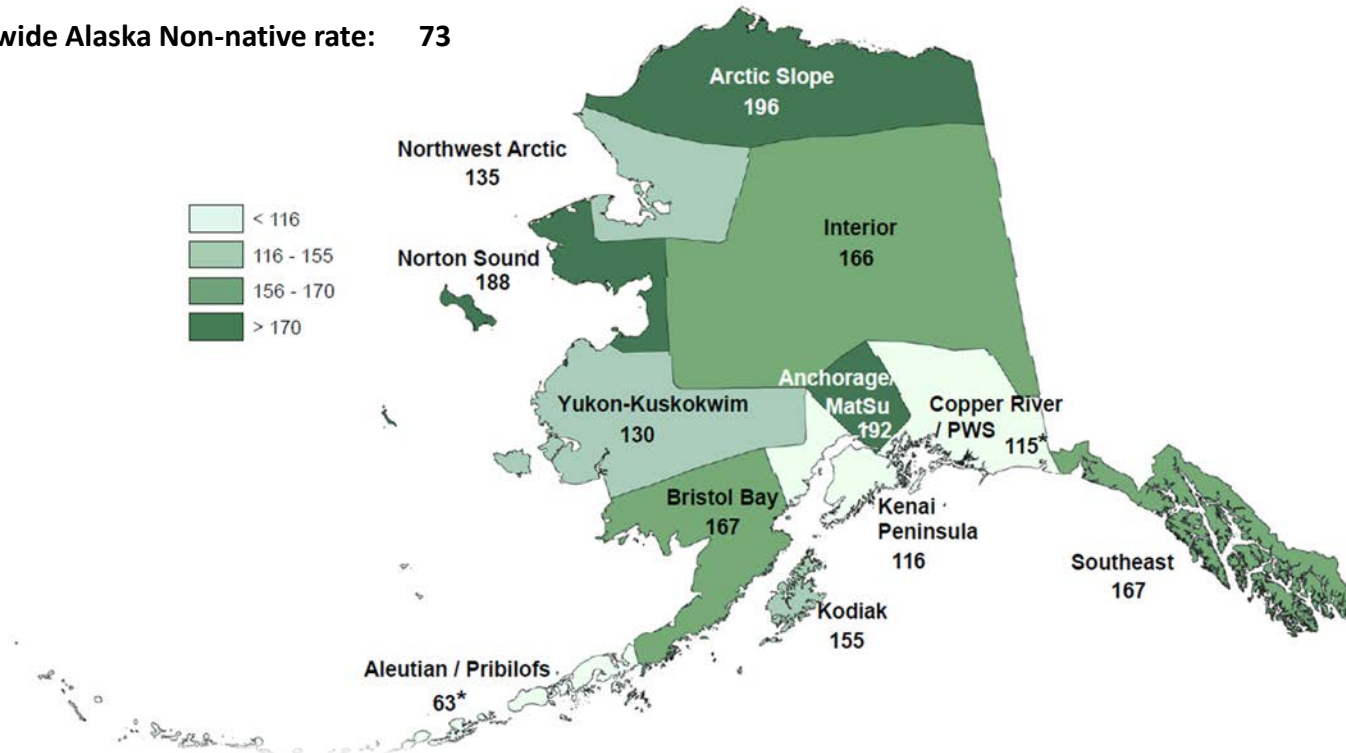 wide Alaska Non-native rate: 73
Arctic Slope
196
Northwest Arctic
135
< 116
116 - 155
156 - 170
> 170
Interior
166
Norton Sound
188
Anchorage/
MatSu
192
Yukon-Kuskokwim
130
Copper River
/ PWS
115*
Bristol Bay
167
Kenai
Peninsula
116
Southeast
167
Kodiak
155
Aleutian / Pribilofs
63*